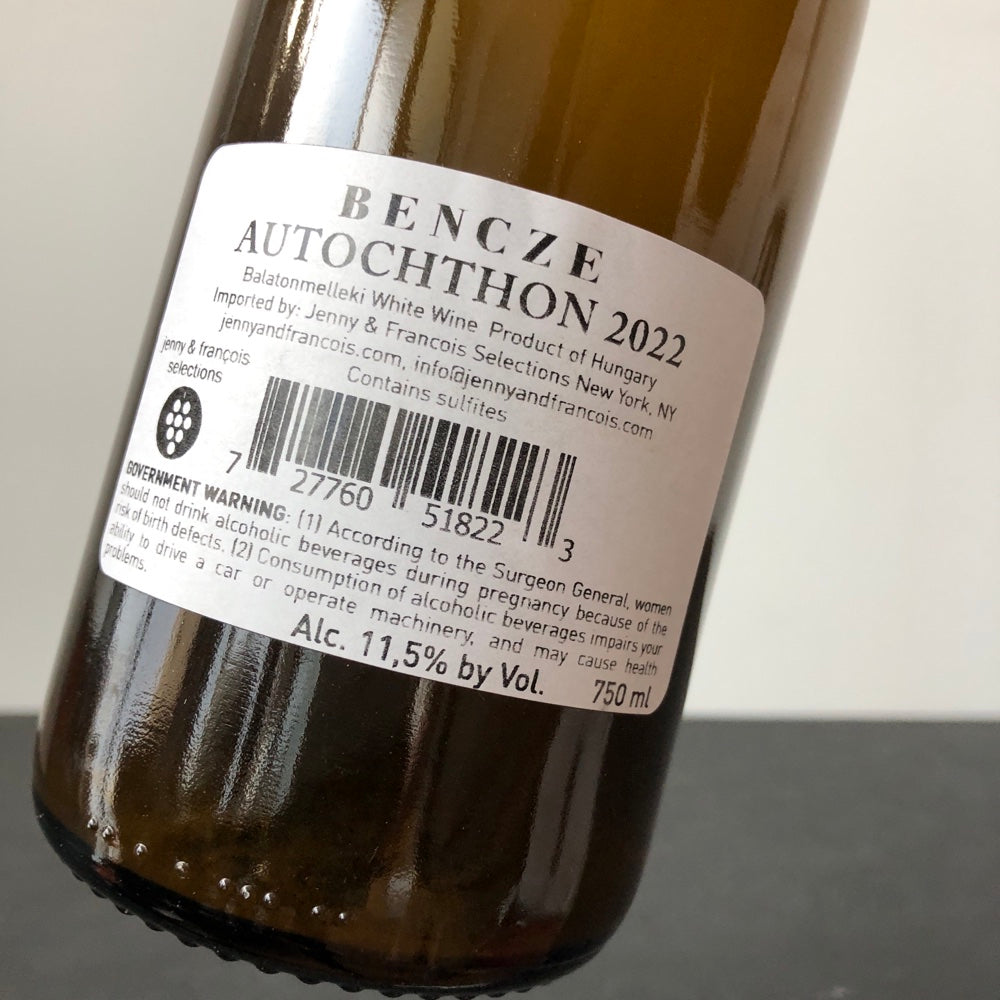 BENCZE
AUTOCHTHON 2022
Balatonmelleki White Wine Product of Hungary
Imported by: Jenny & Francois Selections New York, NY
jennyandfrancois.com, info@jennyandfrancois.com
Contains sulfites
jenny & françois
selections
7 27760 51822 3
GOVERNMENT WARNING: (1) According to the Surgeon General, women
should not drink alcoholic beverages during pregnancy because of the
risk of birth defects. (2) Consumption of alcoholic beverages impairs your
ability to drive a car or operate machinery, and may cause health
problems.
Alc. 11,5% by Vol.
750 ml